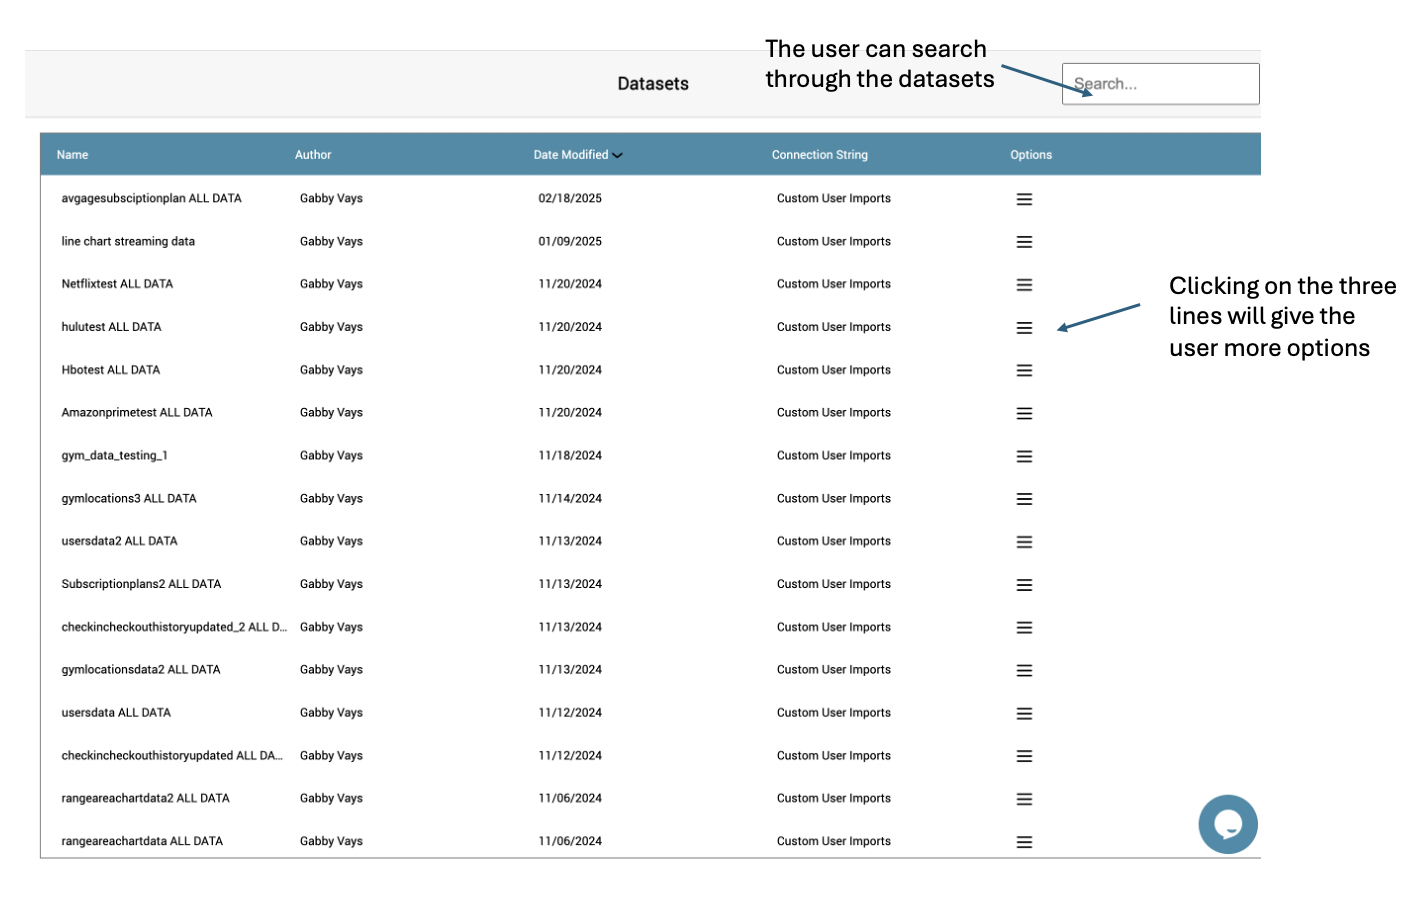 The user can search
through the datasets
Datasets
Search...
Name Author Date Modified Connection String Options
avgagesubsciptionplan ALL DATA Gabby Vays 02/18/2025 Custom User Imports
line chart streaming data Gabby Vays 01/09/2025 Custom User Imports
Netflixtest ALL DATA Gabby Vays 11/20/2024 Custom User Imports
hulutest ALL DATA Gabby Vays 11/20/2024 Custom User Imports
Hbotest ALL DATA Gabby Vays 11/20/2024 Custom User Imports
Amazonprimetest ALL DATA Gabby Vays 11/20/2024 Custom User Imports
gym_data_testing_1 Gabby Vays 11/18/2024 Custom User Imports
gymlocations3 ALL DATA Gabby Vays 11/14/2024 Custom User Imports
usersdata2 ALL DATA Gabby Vays 11/13/2024 Custom User Imports
Subscriptionplans2 ALL DATA Gabby Vays 11/13/2024 Custom User Imports
checkincheckouthistoryupdated_2 ALL D... Gabby Vays 11/13/2024 Custom User Imports
gymlocationsdata2 ALL DATA Gabby Vays 11/13/2024 Custom User Imports
usersdata ALL DATA Gabby Vays 11/12/2024 Custom User Imports
checkincheckouthistoryupdated ALL DA... Gabby Vays 11/12/2024 Custom User Imports
rangeareachartdata2 ALL DATA Gabby Vays 11/06/2024 Custom User Imports
rangeareachartdata ALL DATA Gabby Vays 11/06/2024 Custom User Imports
Clicking on the three
lines will give the
user more options